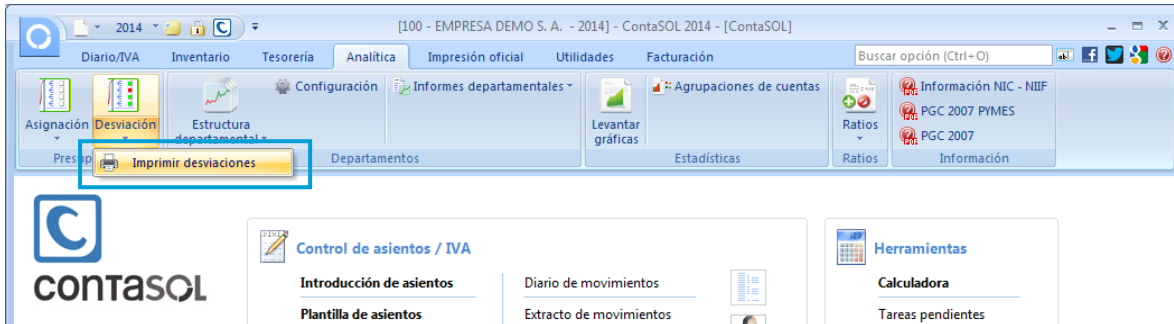 2014
[100 - EMPRESA DEMO S. A. - 2014] - ContaSOL 2014 - [ContaSOL]
Diario/IVA Inventario Tesorería Analítica Impresión oficial Utilidades Facturación Buscar opción (Ctrl+O)
Asignación Desviación Estructura departamental
Configuración Informes departamentales
Levantar gráficas
Agrupaciones de cuentas
Ratios
Información NIC - NIIF
PGC 2007 PYMES
PGC 2007
Presup Departamentos Estadísticas Ratios Información
Imprimir desviaciones
contasol
Control de asientos / IVA
Introducción de asientos Diario de movimientos
Plantilla de asientos Extracto de movimientos
Herramientas
Calculadora
Tareas pendientes